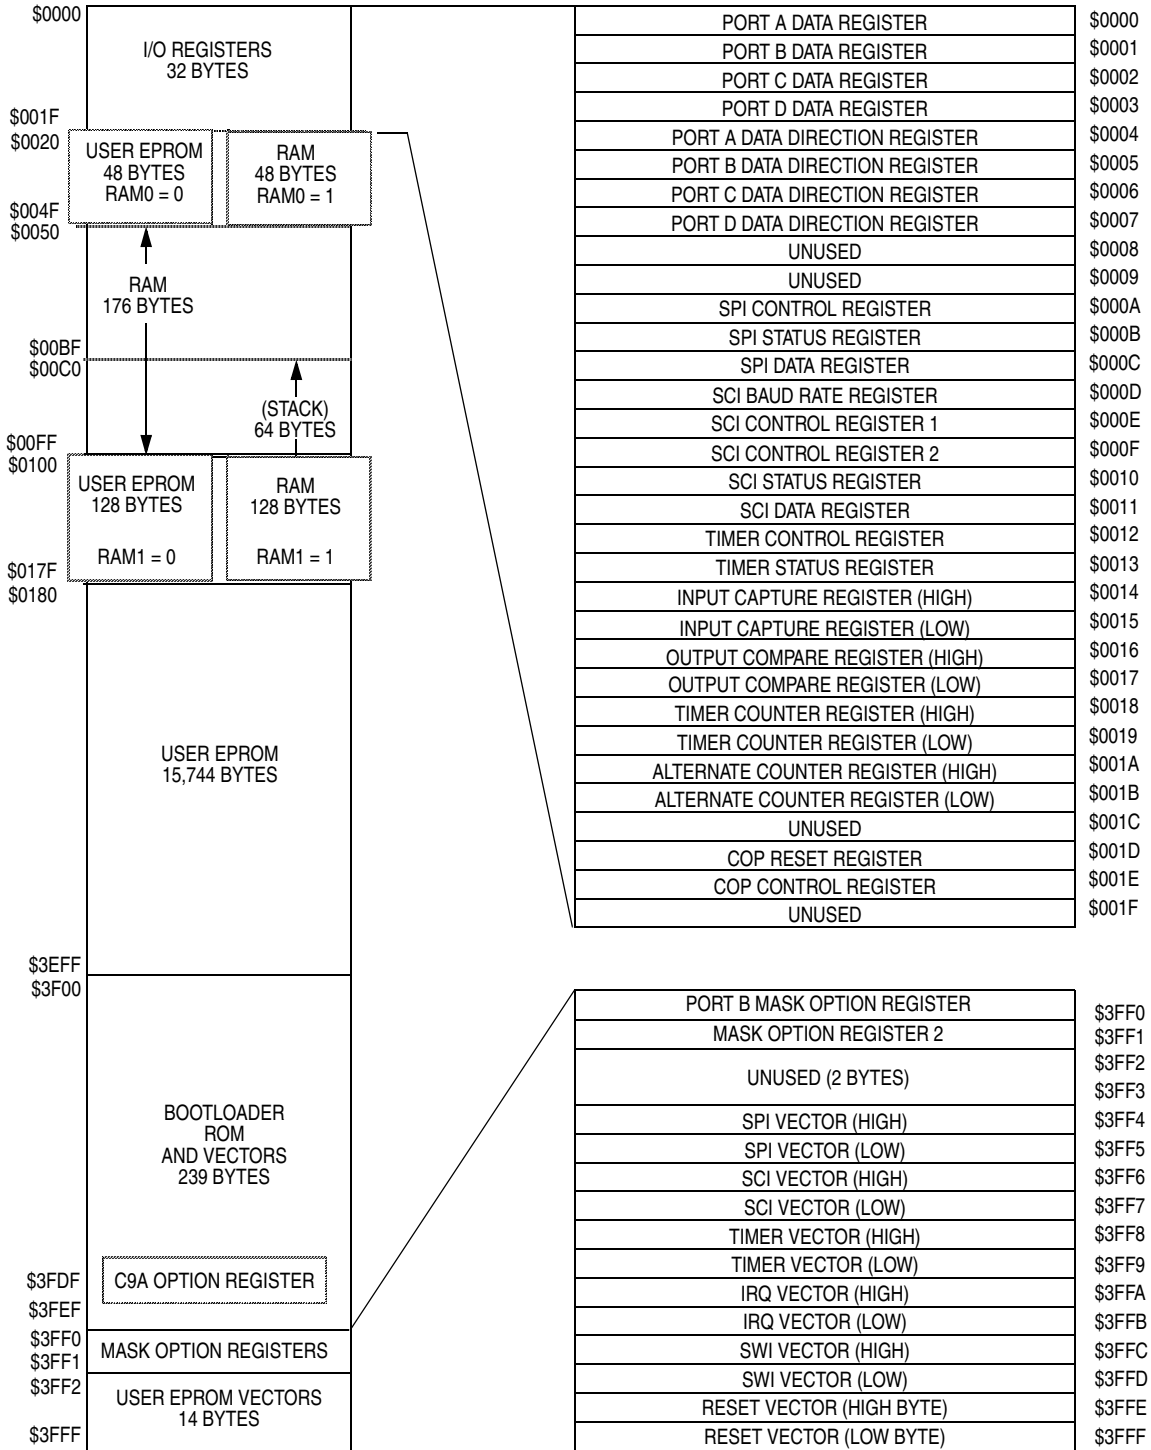 $0000
I/O REGISTERS
32 BYTES
$001F
$0020
USER EPROM
48 BYTES
RAM0 = 0
RAM
48 BYTES
RAM0 = 1
$004F
$0050
RAM
176 BYTES
$00BF
$00C0
(STACK)
64 BYTES
$00FF
$0100
USER EPROM
128 BYTES
RAM1 = 0
RAM
128 BYTES
RAM1 = 1
$017F
$0180
USER EPROM
15,744 BYTES
$3EFF
$3F00
BOOTLOADER
ROM
AND VECTORS
239 BYTES
$3FDF
C9A OPTION REGISTER
$3FEF
$3FF0
MASK OPTION REGISTERS
$3FF1
$3FF2
USER EPROM VECTORS
14 BYTES
$3FFF
PORT A DATA REGISTER $0000
PORT B DATA REGISTER $0001
PORT C DATA REGISTER $0002
PORT D DATA REGISTER $0003
PORT A DATA DIRECTION REGISTER $0004
PORT B DATA DIRECTION REGISTER $0005
PORT C DATA DIRECTION REGISTER $0006
PORT D DATA DIRECTION REGISTER $0007
UNUSED $0008
UNUSED $0009
SPI CONTROL REGISTER $000A
SPI STATUS REGISTER $000B
SPI DATA REGISTER $000C
SCI BAUD RATE REGISTER $000D
SCI CONTROL REGISTER 1 $000E
SCI CONTROL REGISTER 2 $000F
SCI STATUS REGISTER $0010
SCI DATA REGISTER $0011
TIMER CONTROL REGISTER $0012
TIMER STATUS REGISTER $0013
INPUT CAPTURE REGISTER (HIGH) $0014
INPUT CAPTURE REGISTER (LOW) $0015
OUTPUT COMPARE REGISTER (HIGH) $0016
OUTPUT COMPARE REGISTER (LOW) $0017
TIMER COUNTER REGISTER (HIGH) $0018
TIMER COUNTER REGISTER (LOW) $0019
ALTERNATE COUNTER REGISTER (HIGH) $001A
ALTERNATE COUNTER REGISTER (LOW) $001B
UNUSED $001C
COP RESET REGISTER $001D
COP CONTROL REGISTER $001E
UNUSED $001F
PORT B MASK OPTION REGISTER $3FF0
MASK OPTION REGISTER 2 $3FF1
$3FF2
UNUSED (2 BYTES)
$3FF3
SPI VECTOR (HIGH) $3FF4
SPI VECTOR (LOW) $3FF5
SCI VECTOR (HIGH) $3FF6
SCI VECTOR (LOW) $3FF7
TIMER VECTOR (HIGH) $3FF8
TIMER VECTOR (LOW) $3FF9
IRQ VECTOR (HIGH) $3FFA
IRQ VECTOR (LOW) $3FFB
SWI VECTOR (HIGH) $3FFC
SWI VECTOR (LOW) $3FFD
RESET VECTOR (HIGH BYTE) $3FFE
RESET VECTOR (LOW BYTE) $3FFF